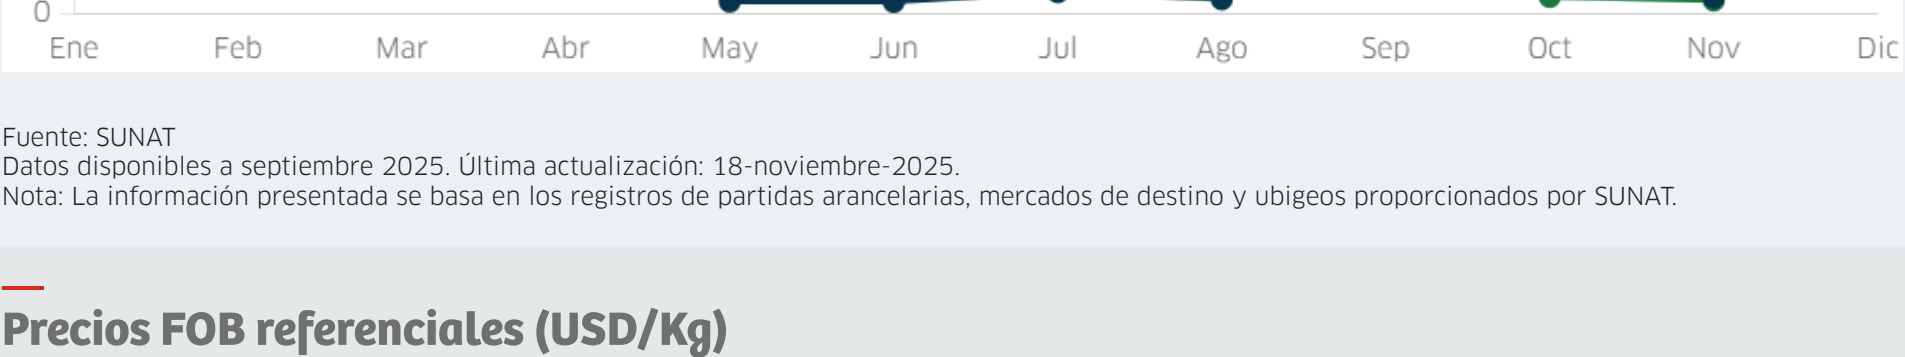 0
Ene Feb Mar Abr May Jun Jul Ago Sep Oct Nov Dic
Fuente: SUNAT
Datos disponibles a septiembre 2025. Última actualización: 18-noviembre-2025.
Nota: La información presentada se basa en los registros de partidas arancelarias, mercados de destino y ubigeos proporcionados por SUNAT.
Precios FOB referenciales (USD/Kg)